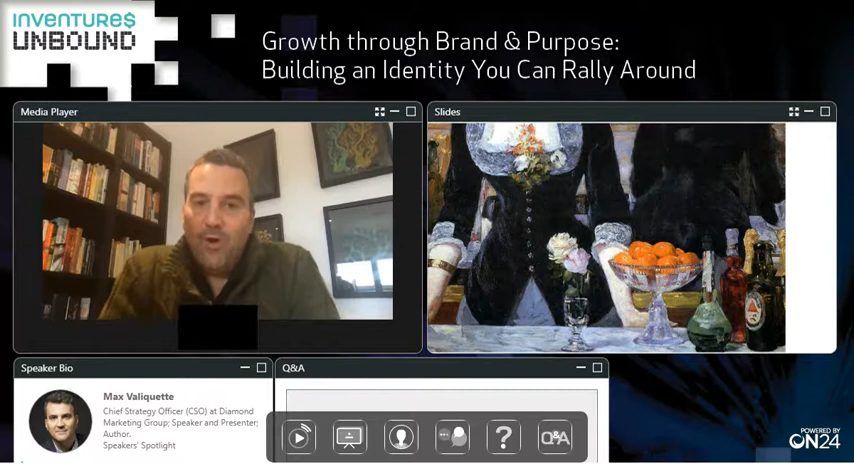 INVENTURE$
UNBOUND
Growth through Brand & Purpose:
Building an Identity You Can Rally Around
Media Player
Slides
Speaker Bio
Q&A
Max Valiquette
Chief Strategy Officer (CSO) at Diamond
Marketing Group; Speaker and Presenter;
Author.
Speakers' Spotlight
?
Q&A
POWERED BY
ON24